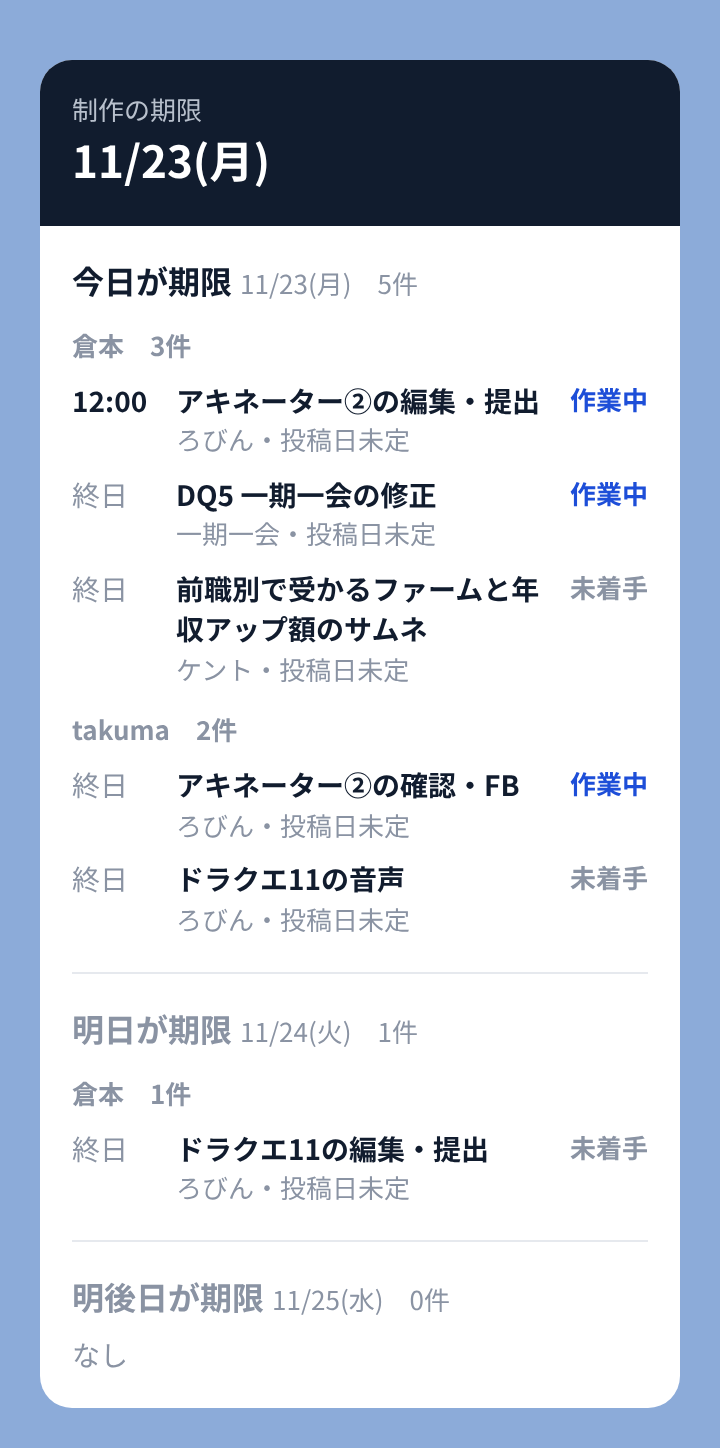 制作の期限
11/23(月)
今日が期限 11/23(月)　5件
倉本　3件
12:00　アキネーター②の編集・提出　作業中
ろびん・投稿日未定
終日　DQ5 一期一会の修正　作業中
一期一会・投稿日未定
終日　前職別で受かるファームと年　未着手
収アップ額のサムネ
ケント・投稿日未定
takuma　2件
終日　アキネーター②の確認・FB　作業中
ろびん・投稿日未定
終日　ドラクエ11の音声　未着手
ろびん・投稿日未定
明日が期限 11/24(火)　1件
倉本　1件
終日　ドラクエ11の編集・提出　未着手
ろびん・投稿日未定
明後日が期限 11/25(水)　0件
なし